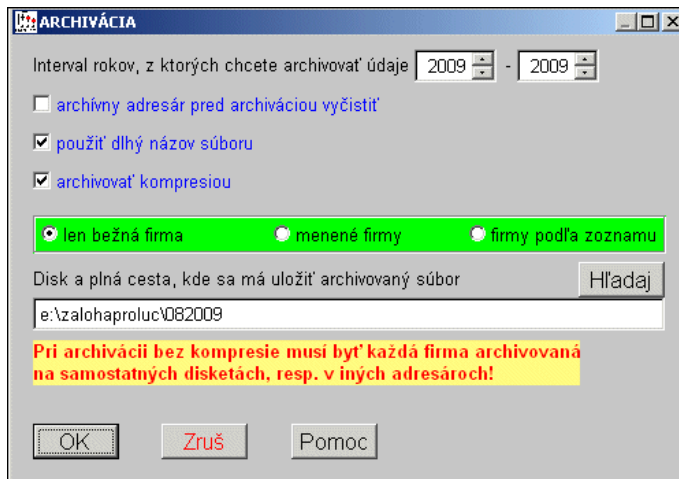 ARCHIVÁCIA
Interval rokov, z ktorých chcete archivovať údaje 2009 - 2009
archívny adresár pred archiváciou vyčistiť
použiť dlhý názov súboru
archivovať kompresiou
len bežná firma menené firmy firmy podľa zoznamu
Disk a plná cesta, kde sa má uložiť archivovaný súbor Hľadaj
e:\zalohaproluc\082009
Pri archivácii bez kompresie musí byť každá firma archivovaná
na samostatných disketách, resp. v iných adresároch!
OK Zruš Pomoc